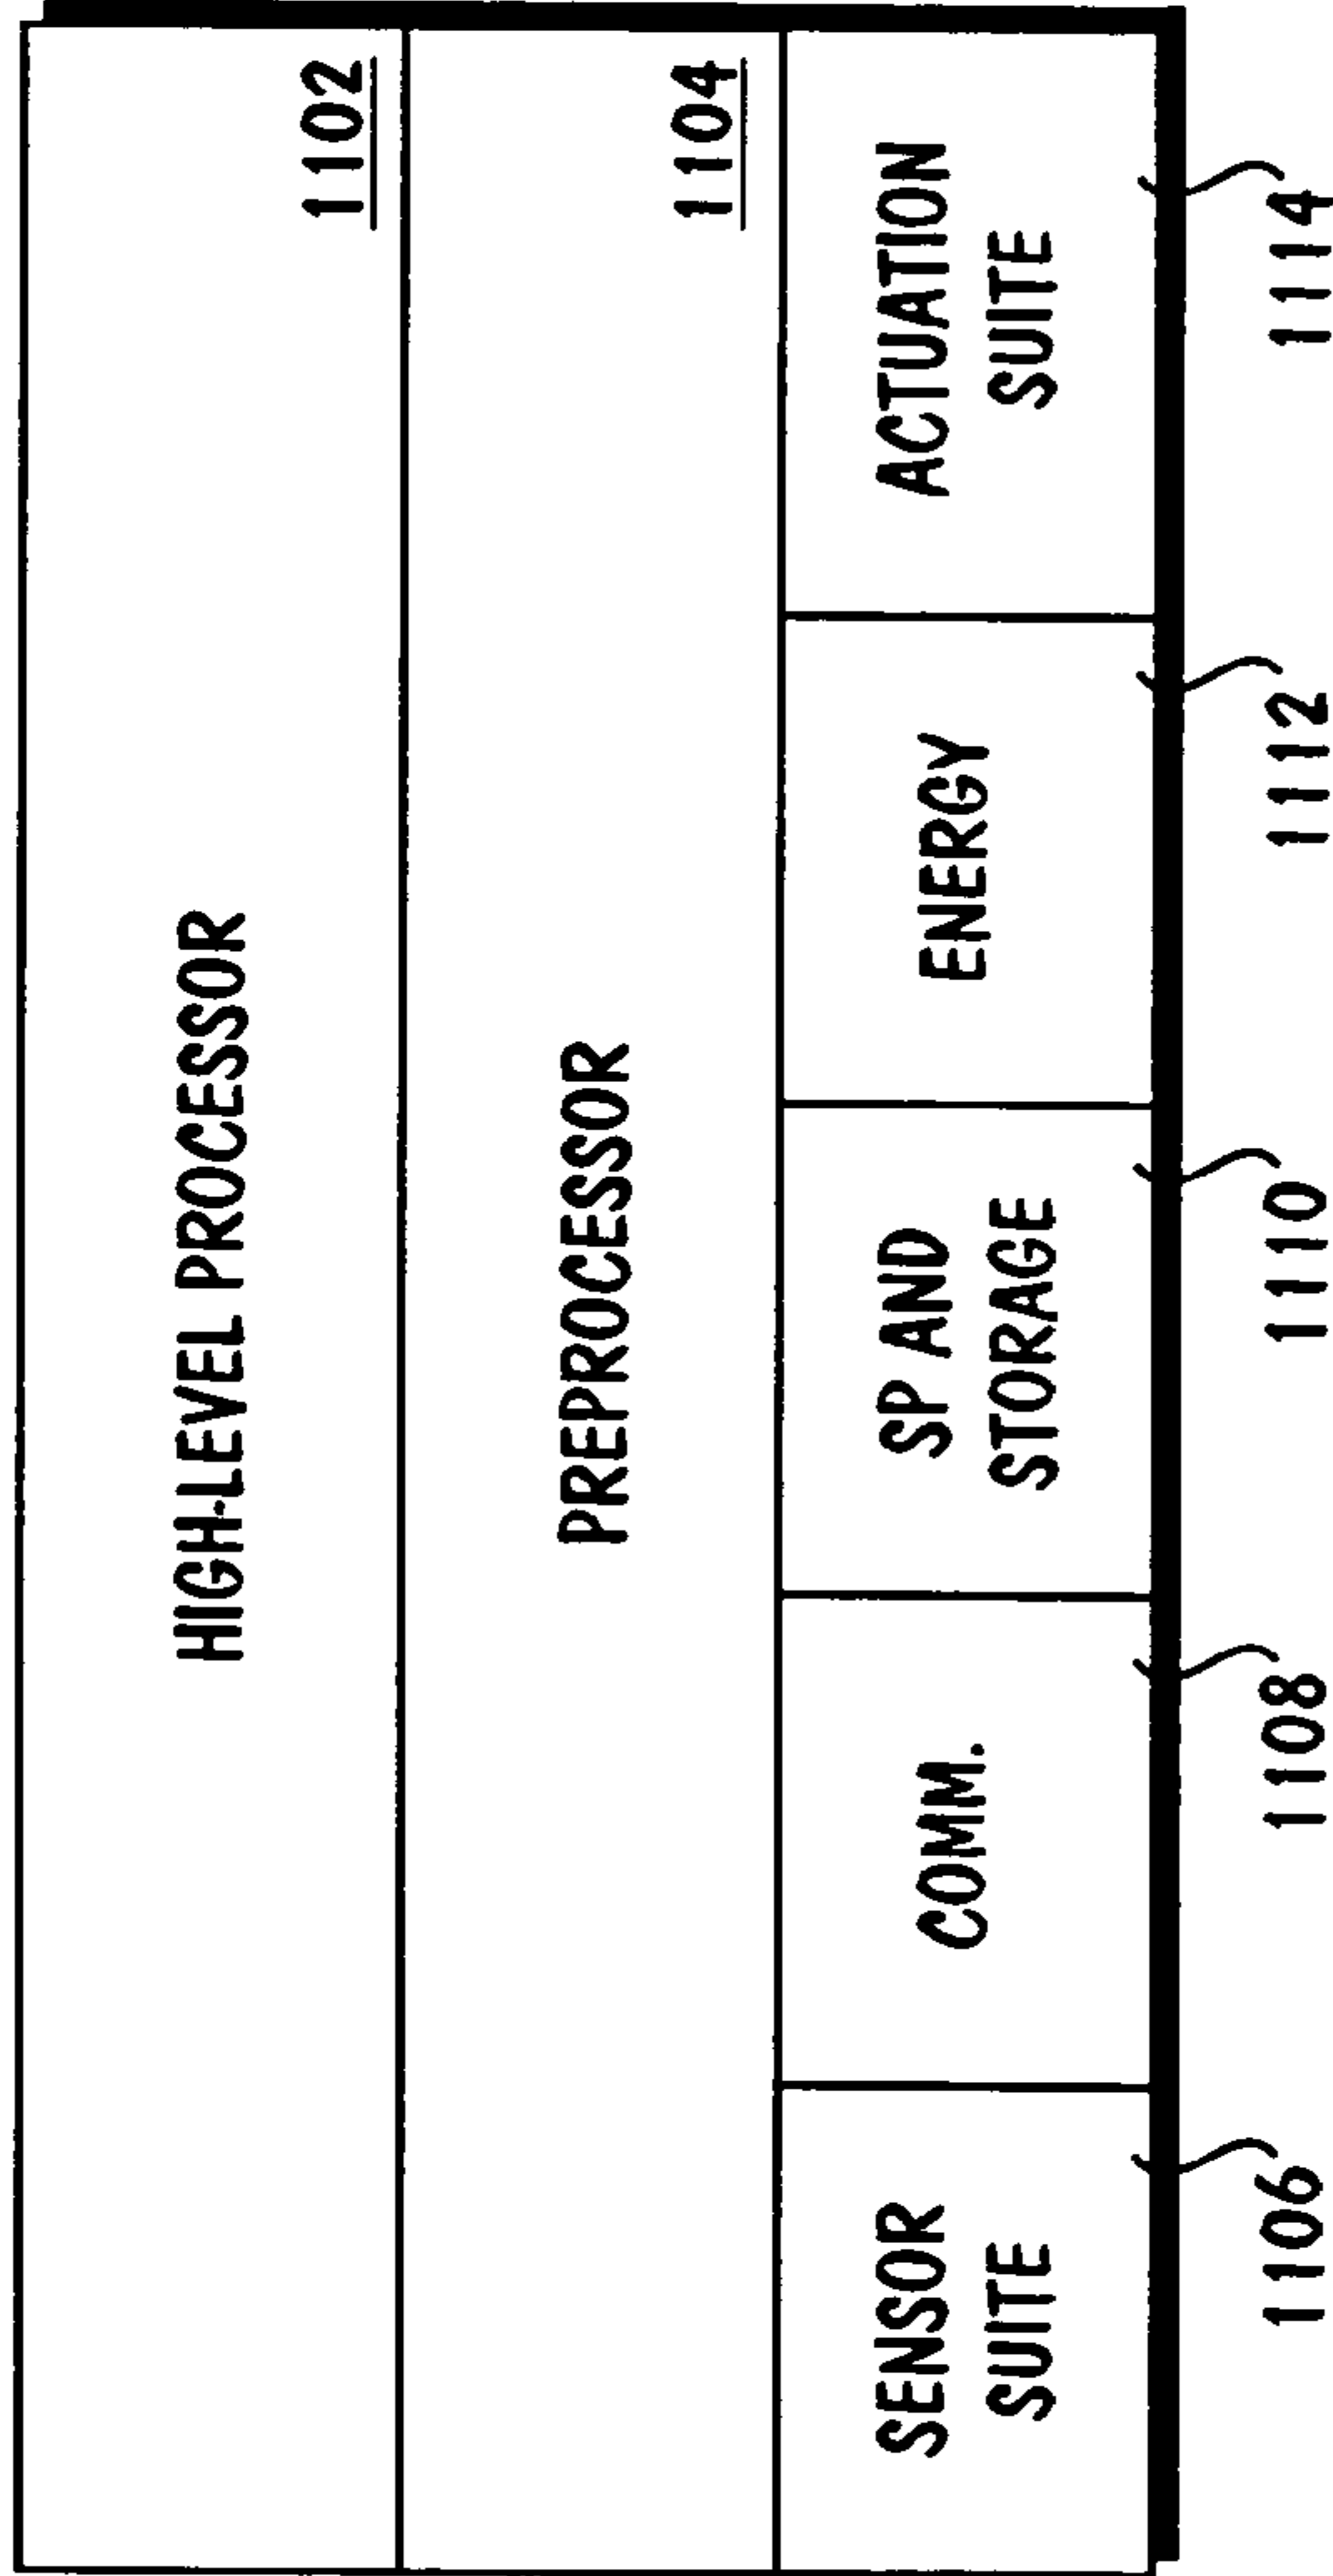 HIGH-LEVEL PROCESSOR
1102
PREPROCESSOR
1104
SENSOR
SUITE
COMM.
SP AND
STORAGE
ENERGY
ACTUATION
SUITE
1106
1108
1110
1112
1114